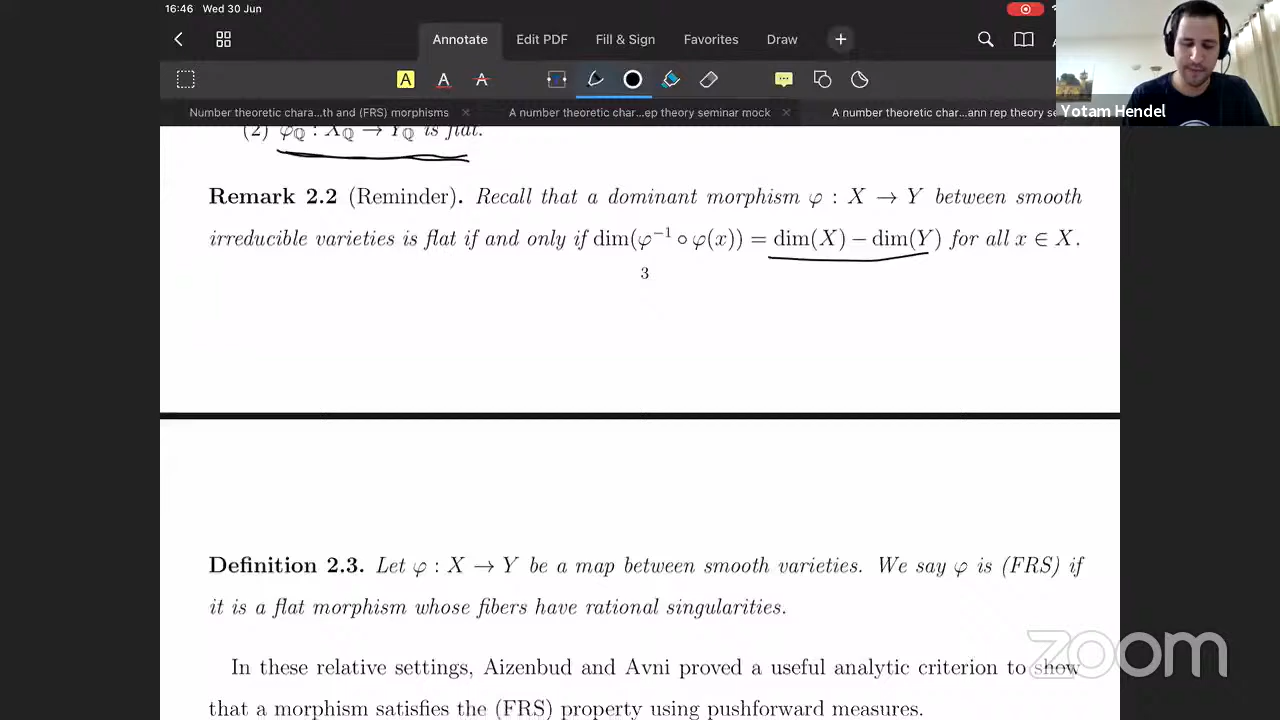 16:46 Wed 30 Jun
Annotate Edit PDF Fill & Sign Favorites Draw
A A A
Yotam Hendel
Number theoretic chara...th and (FRS) morphisms
A number theoretic char...ep theory seminar mock
A number theoretic char...ann rep theory se
(2) φ_ℚ : X_ℚ → Y_ℚ is flat.
Remark 2.2 (Reminder). Recall that a dominant morphism φ : X → Y between smooth
irreducible varieties is flat if and only if dim(φ⁻¹ ∘ φ(x)) = dim(X) − dim(Y) for all x ∈ X.
3
Definition 2.3. Let φ : X → Y be a map between smooth varieties. We say φ is (FRS) if
it is a flat morphism whose fibers have rational singularities.
In these relative settings, Aizenbud and Avni proved a useful analytic criterion to show
that a morphism satisfies the (FRS) property using pushforward measures.
zoom